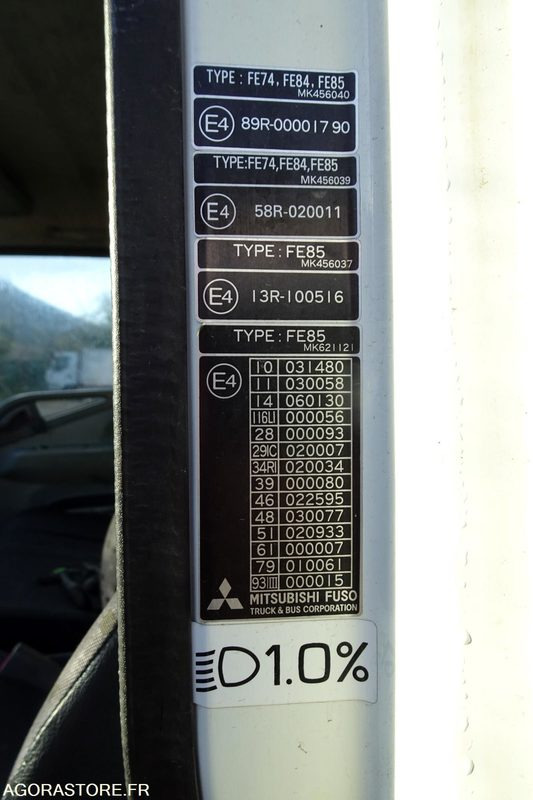 TYPE : FE74, FE84, FE85
MK456040
E4 89R-00001790
TYPE:FE74,FE84,FE85
MK456039
E4 58R-020011
TYPE : FE85
MK456037
E4 13R-100516
TYPE : FE85
MK621121
E4
10 031480
11 030058
14 060130
116LI 000056
28 000093
29IC 020007
34RI 020034
39 000080
46 022595
48 030077
51 020933
61 000007
79 010061
93III 000015
MITSUBISHI FUSO
TRUCK & BUS CORPORATION
1.0%
AGORASTORE.FR